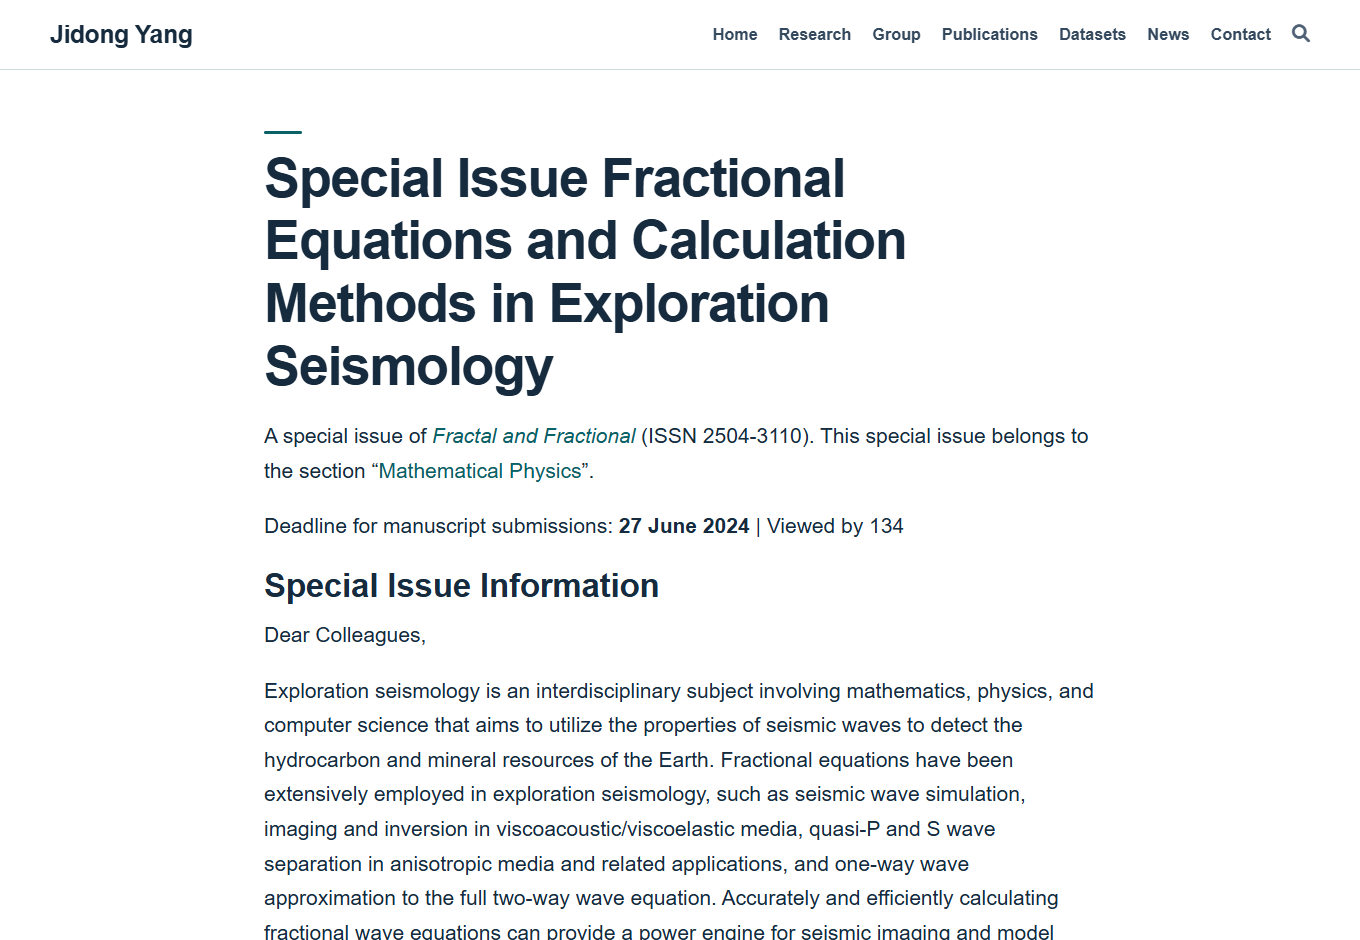 Jidong Yang
Home Research Group Publications Datasets News Contact
Special Issue Fractional
Equations and Calculation
Methods in Exploration
Seismology
A special issue of Fractal and Fractional (ISSN 2504-3110). This special issue belongs to
the section “Mathematical Physics”.
Deadline for manuscript submissions: 27 June 2024 | Viewed by 134
Special Issue Information
Dear Colleagues,
Exploration seismology is an interdisciplinary subject involving mathematics, physics, and
computer science that aims to utilize the properties of seismic waves to detect the
hydrocarbon and mineral resources of the Earth. Fractional equations have been
extensively employed in exploration seismology, such as seismic wave simulation,
imaging and inversion in viscoacoustic/viscoelastic media, quasi-P and S wave
separation in anisotropic media and related applications, and one-way wave
approximation to the full two-way wave equation. Accurately and efficiently calculating
fractional wave equations can provide a power engine for seismic imaging and model